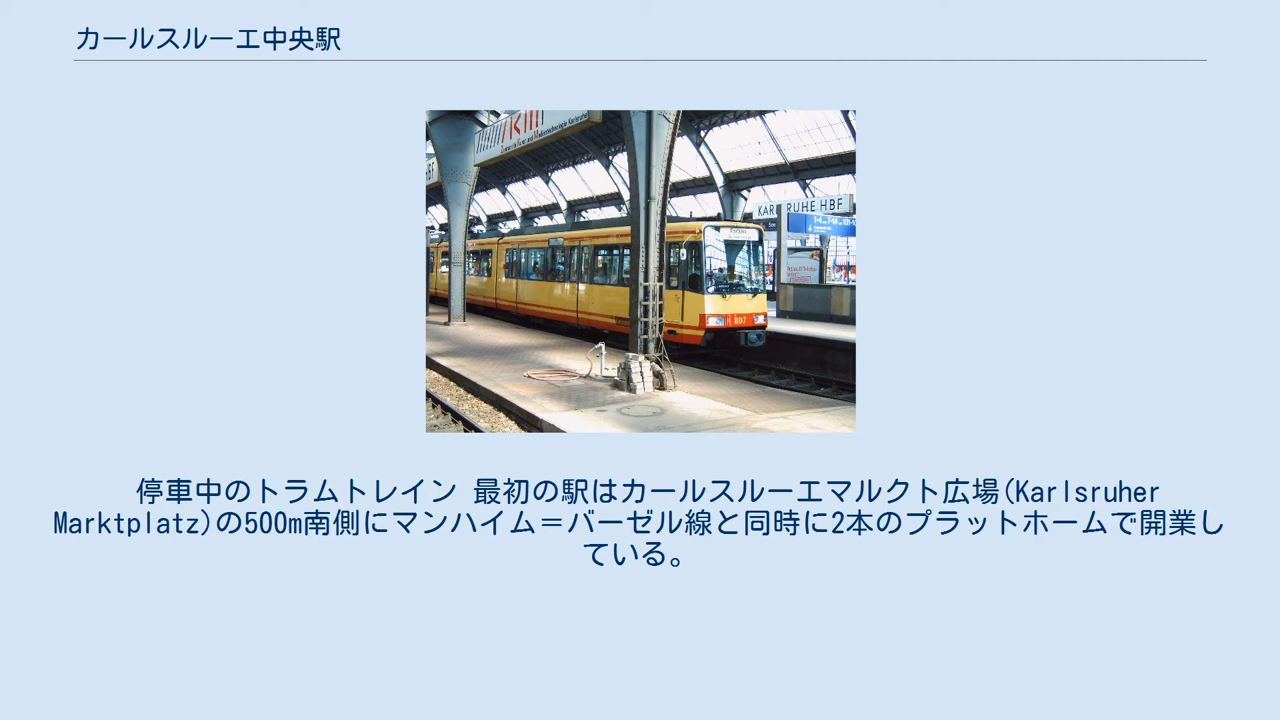 カールスルーエ中央駅
KARLSRUHE HBF
807
停車中のトラムトレイン 最初の駅はカールスルーエマルクト広場(Karlsruher
Marktplatz)の500m南側にマンハイム＝バーゼル線と同時に2本のプラットホームで開業し
ている。